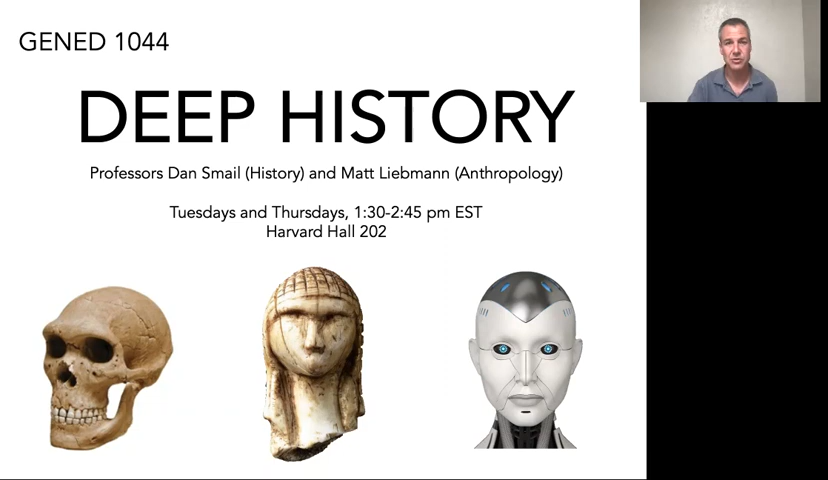 GENED 1044
DEEP HISTORY
Professors Dan Smail (History) and Matt Liebmann (Anthropology)
Tuesdays and Thursdays, 1:30-2:45 pm EST
Harvard Hall 202